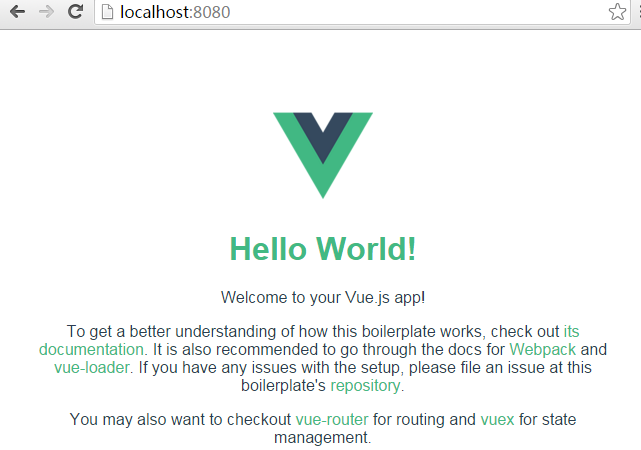 localhost:8080
Hello World!
Welcome to your Vue.js app!
To get a better understanding of how this boilerplate works, check out its
documentation. It is also recommended to go through the docs for Webpack and
vue-loader. If you have any issues with the setup, please file an issue at this
boilerplate's repository.
You may also want to checkout vue-router for routing and vuex for state
management.